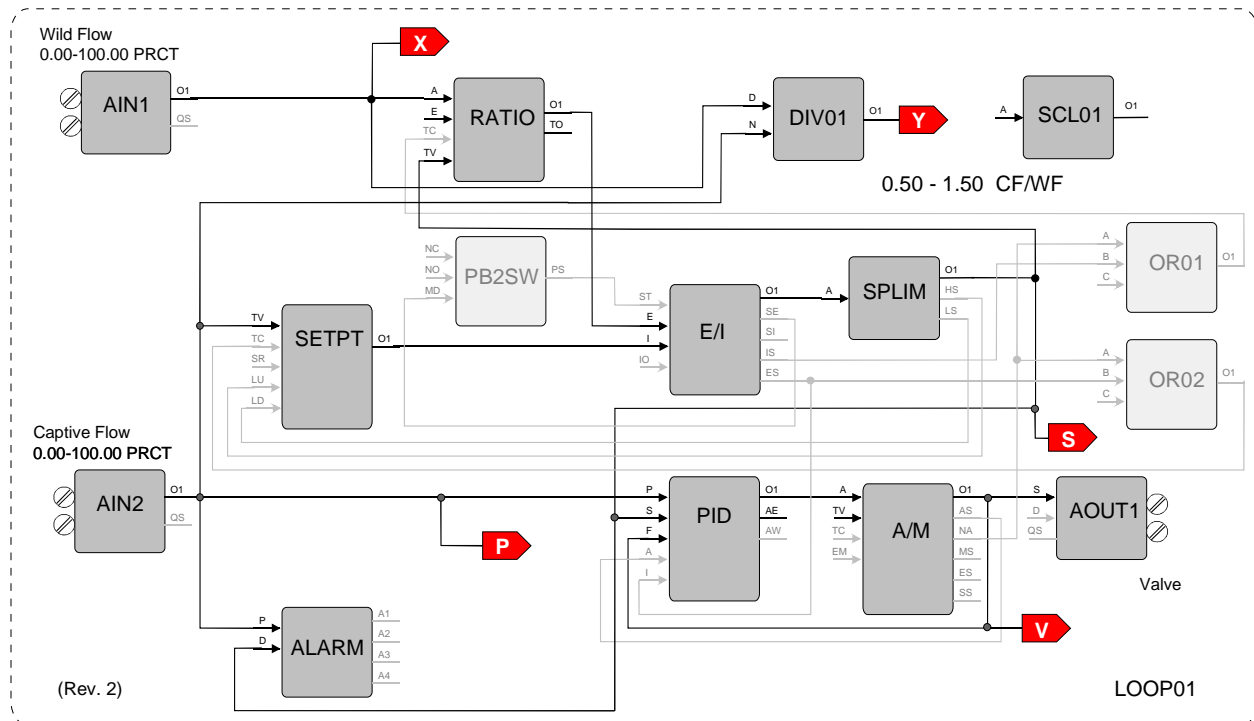 Wild Flow
0.00-100.00 PRCT
X
AIN1
O1
QS
A
E
TC
TV
RATIO
O1
TO
D
N
DIV01
O1
Y
A
SCL01
O1
0.50 - 1.50 CF/WF
NC
NO
MD
PB2SW
PS
TV
TC
SR
LU
LD
SETPT
O1
ST
E
I
IO
E/I
O1
SE
SI
IS
ES
A
SPLIM
O1
HS
LS
A
B
C
OR01
O1
A
B
C
OR02
O1
S
Captive Flow
0.00-100.00 PRCT
AIN2
O1
QS
P
P
S
F
A
I
PID
O1
AE
AW
A
TV
TC
EM
A/M
O1
AS
NA
MS
ES
SS
S
D
QS
AOUT1
Valve
V
P
D
ALARM
A1
A2
A3
A4
(Rev. 2)
LOOP01